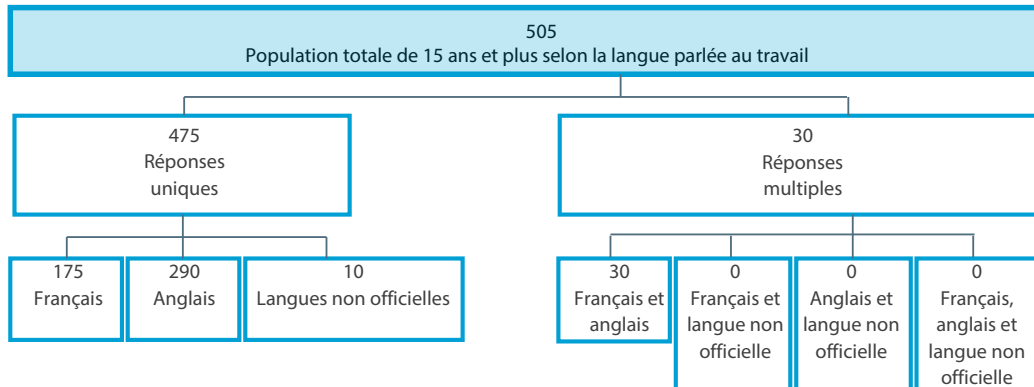 505
Population totale de 15 ans et plus selon la langue parlée au travail
475
Réponses
uniques
30
Réponses
multiples
175
Français
290
Anglais
10
Langues non officielles
30
Français et
anglais
0
Français et
langue non
officielle
0
Anglais et
langue non
officielle
0
Français,
anglais et
langue non
officielle